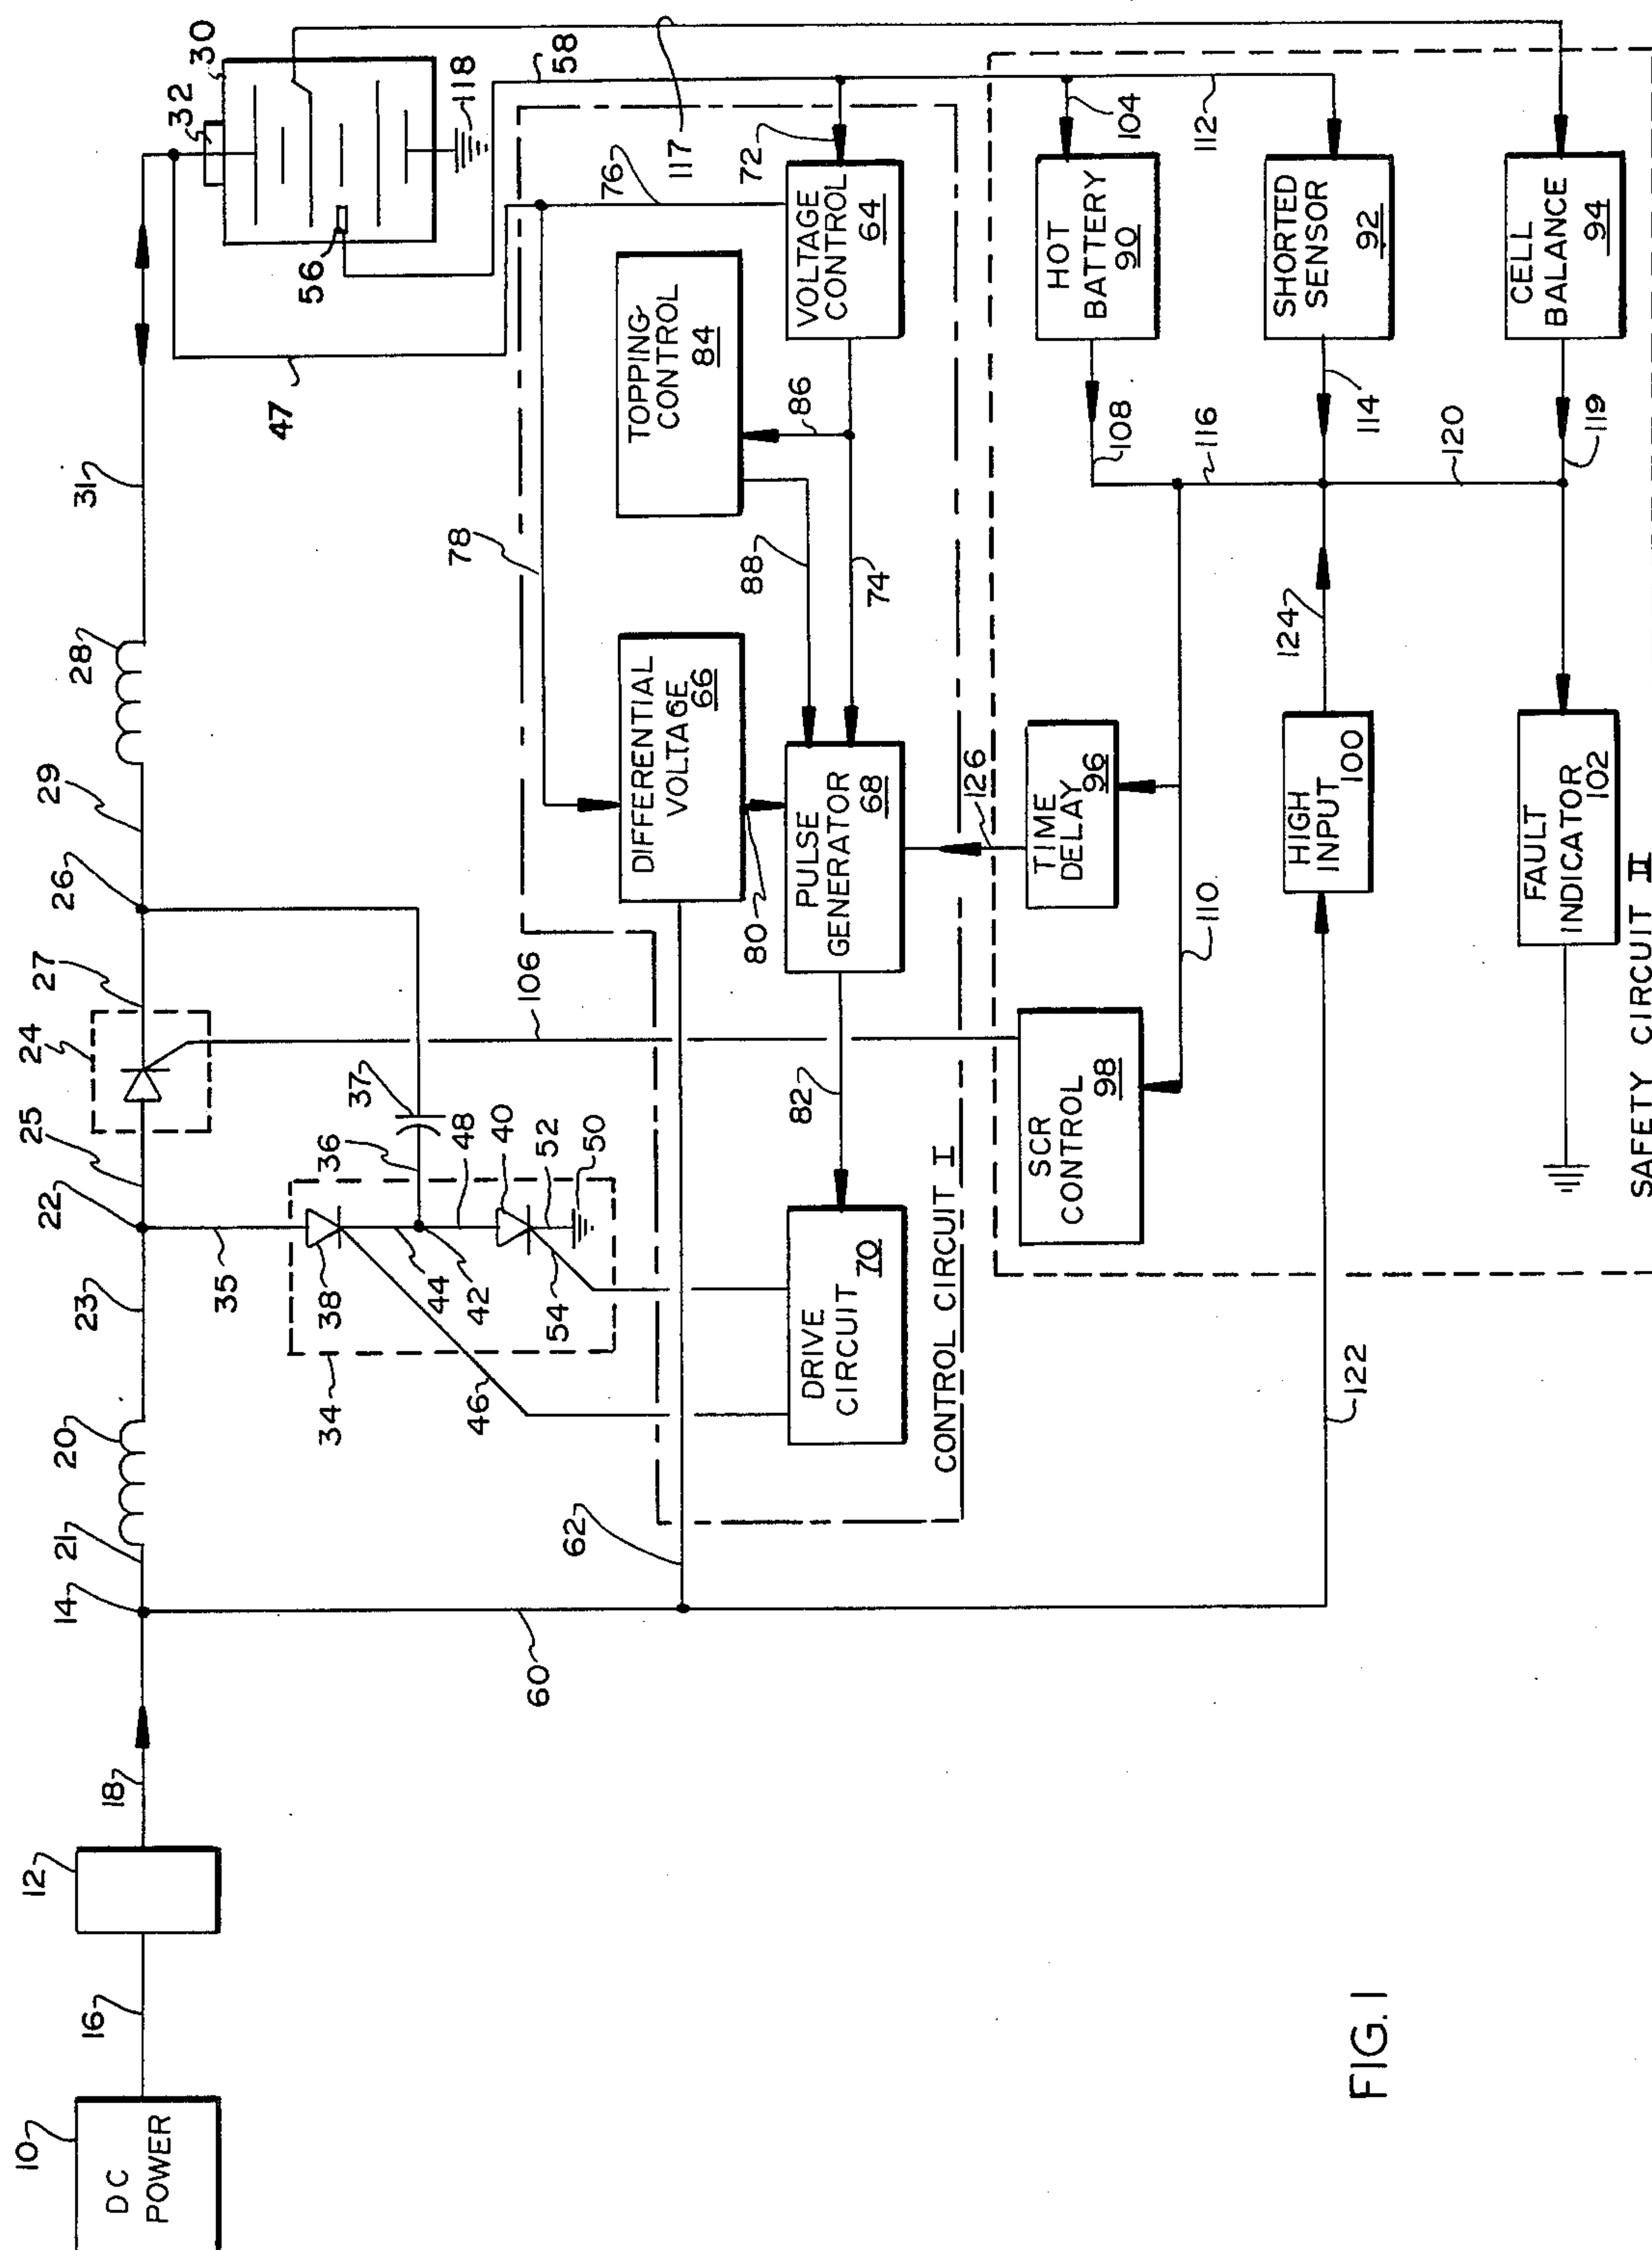 10
DC
POWER
16
12
18
14
21
20
23
22
25
24
27
26
29
28
31
32
30
118
56
47
58
117
60
62
35
34
38
36
37
44
42
48
40
52
50
54
46
106
78
76
72
DIFFERENTIAL
VOLTAGE
66
TOPPING
CONTROL
84
VOLTAGE
CONTROL
64
86
88
74
80
PULSE
GENERATOR
68
82
DRIVE
CIRCUIT
70
CONTROL CIRCUIT I
126
SCR
CONTROL
98
TIME
DELAY
96
HOT
BATTERY
90
104
108
110
112
116
SHORTED
SENSOR
92
114
HIGH
INPUT
100
124
122
120
CELL
BALANCE
94
119
FAULT
INDICATOR
102
SAFETY CIRCUIT II
FIG. 1